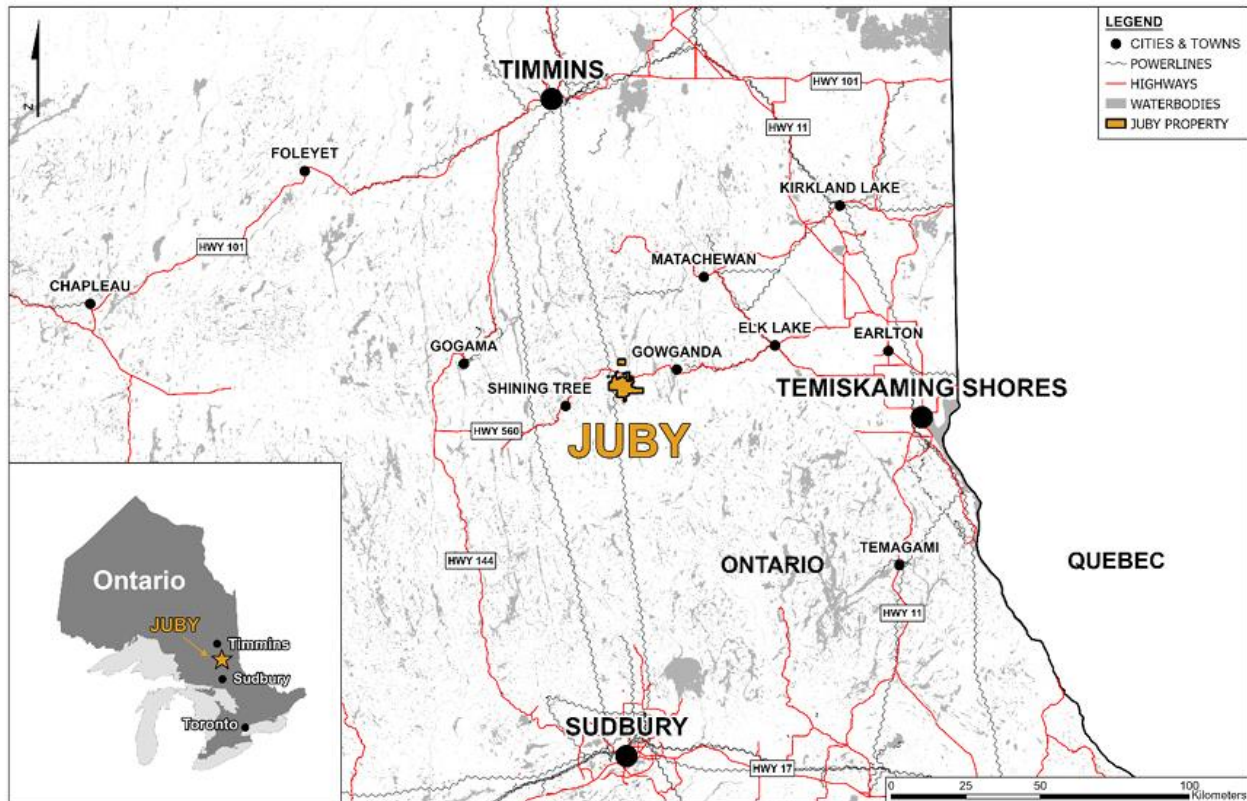 LEGEND
CITIES & TOWNS
POWERLINES
HIGHWAYS
WATERBODIES
JUBY PROPERTY
Z
TIMMINS
HWY 101
HWY 11
FOLEYET
KIRKLAND LAKE
HWY 101
MATACHEWAN
CHAPLEAU
ELK LAKE
EARLTON
GOGAMA
GOWGANDA
SHINING TREE
TEMISKAMING SHORES
HWY 560
JUBY
HWY 144
ONTARIO
TEMAGAMI
QUEBEC
HWY 11
SUDBURY
HWY 17
Ontario
JUBY
Timmins
Sudbury
Toronto
0 25 50 100
Kilometers